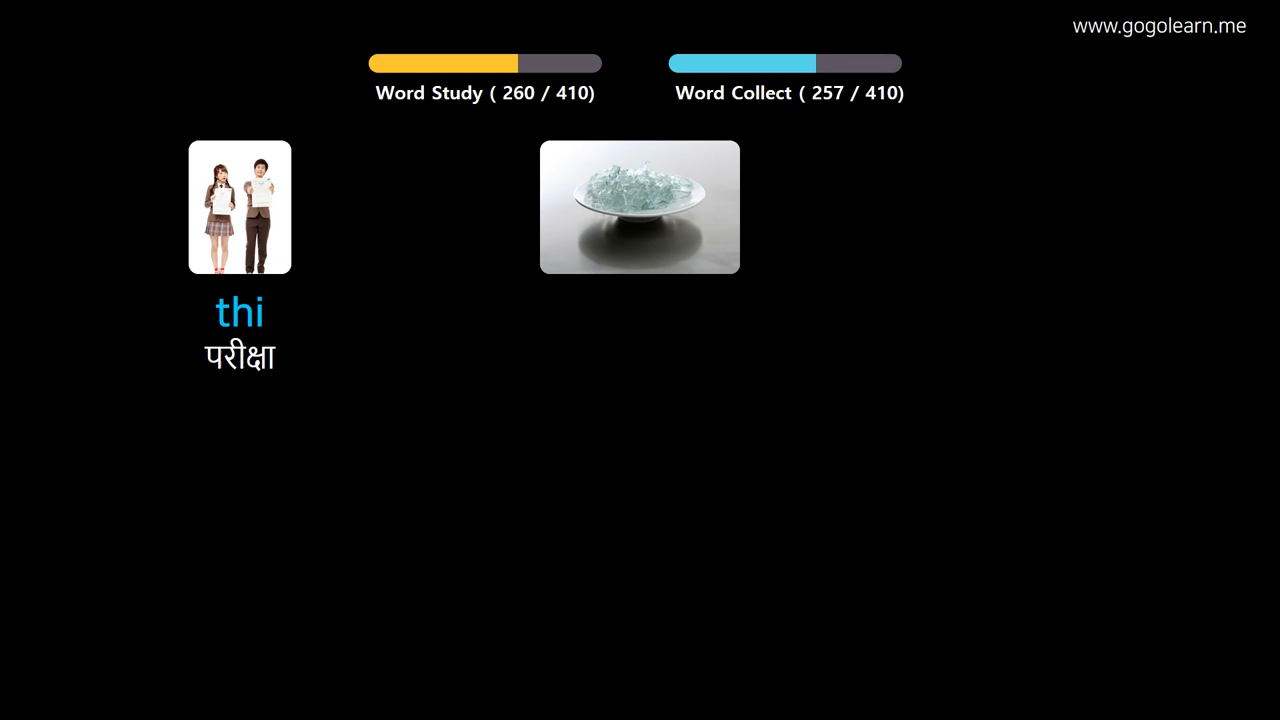 www.gogolearn.me
Word Study ( 260 / 410)
Word Collect ( 257 / 410)
thi
परीक्षा